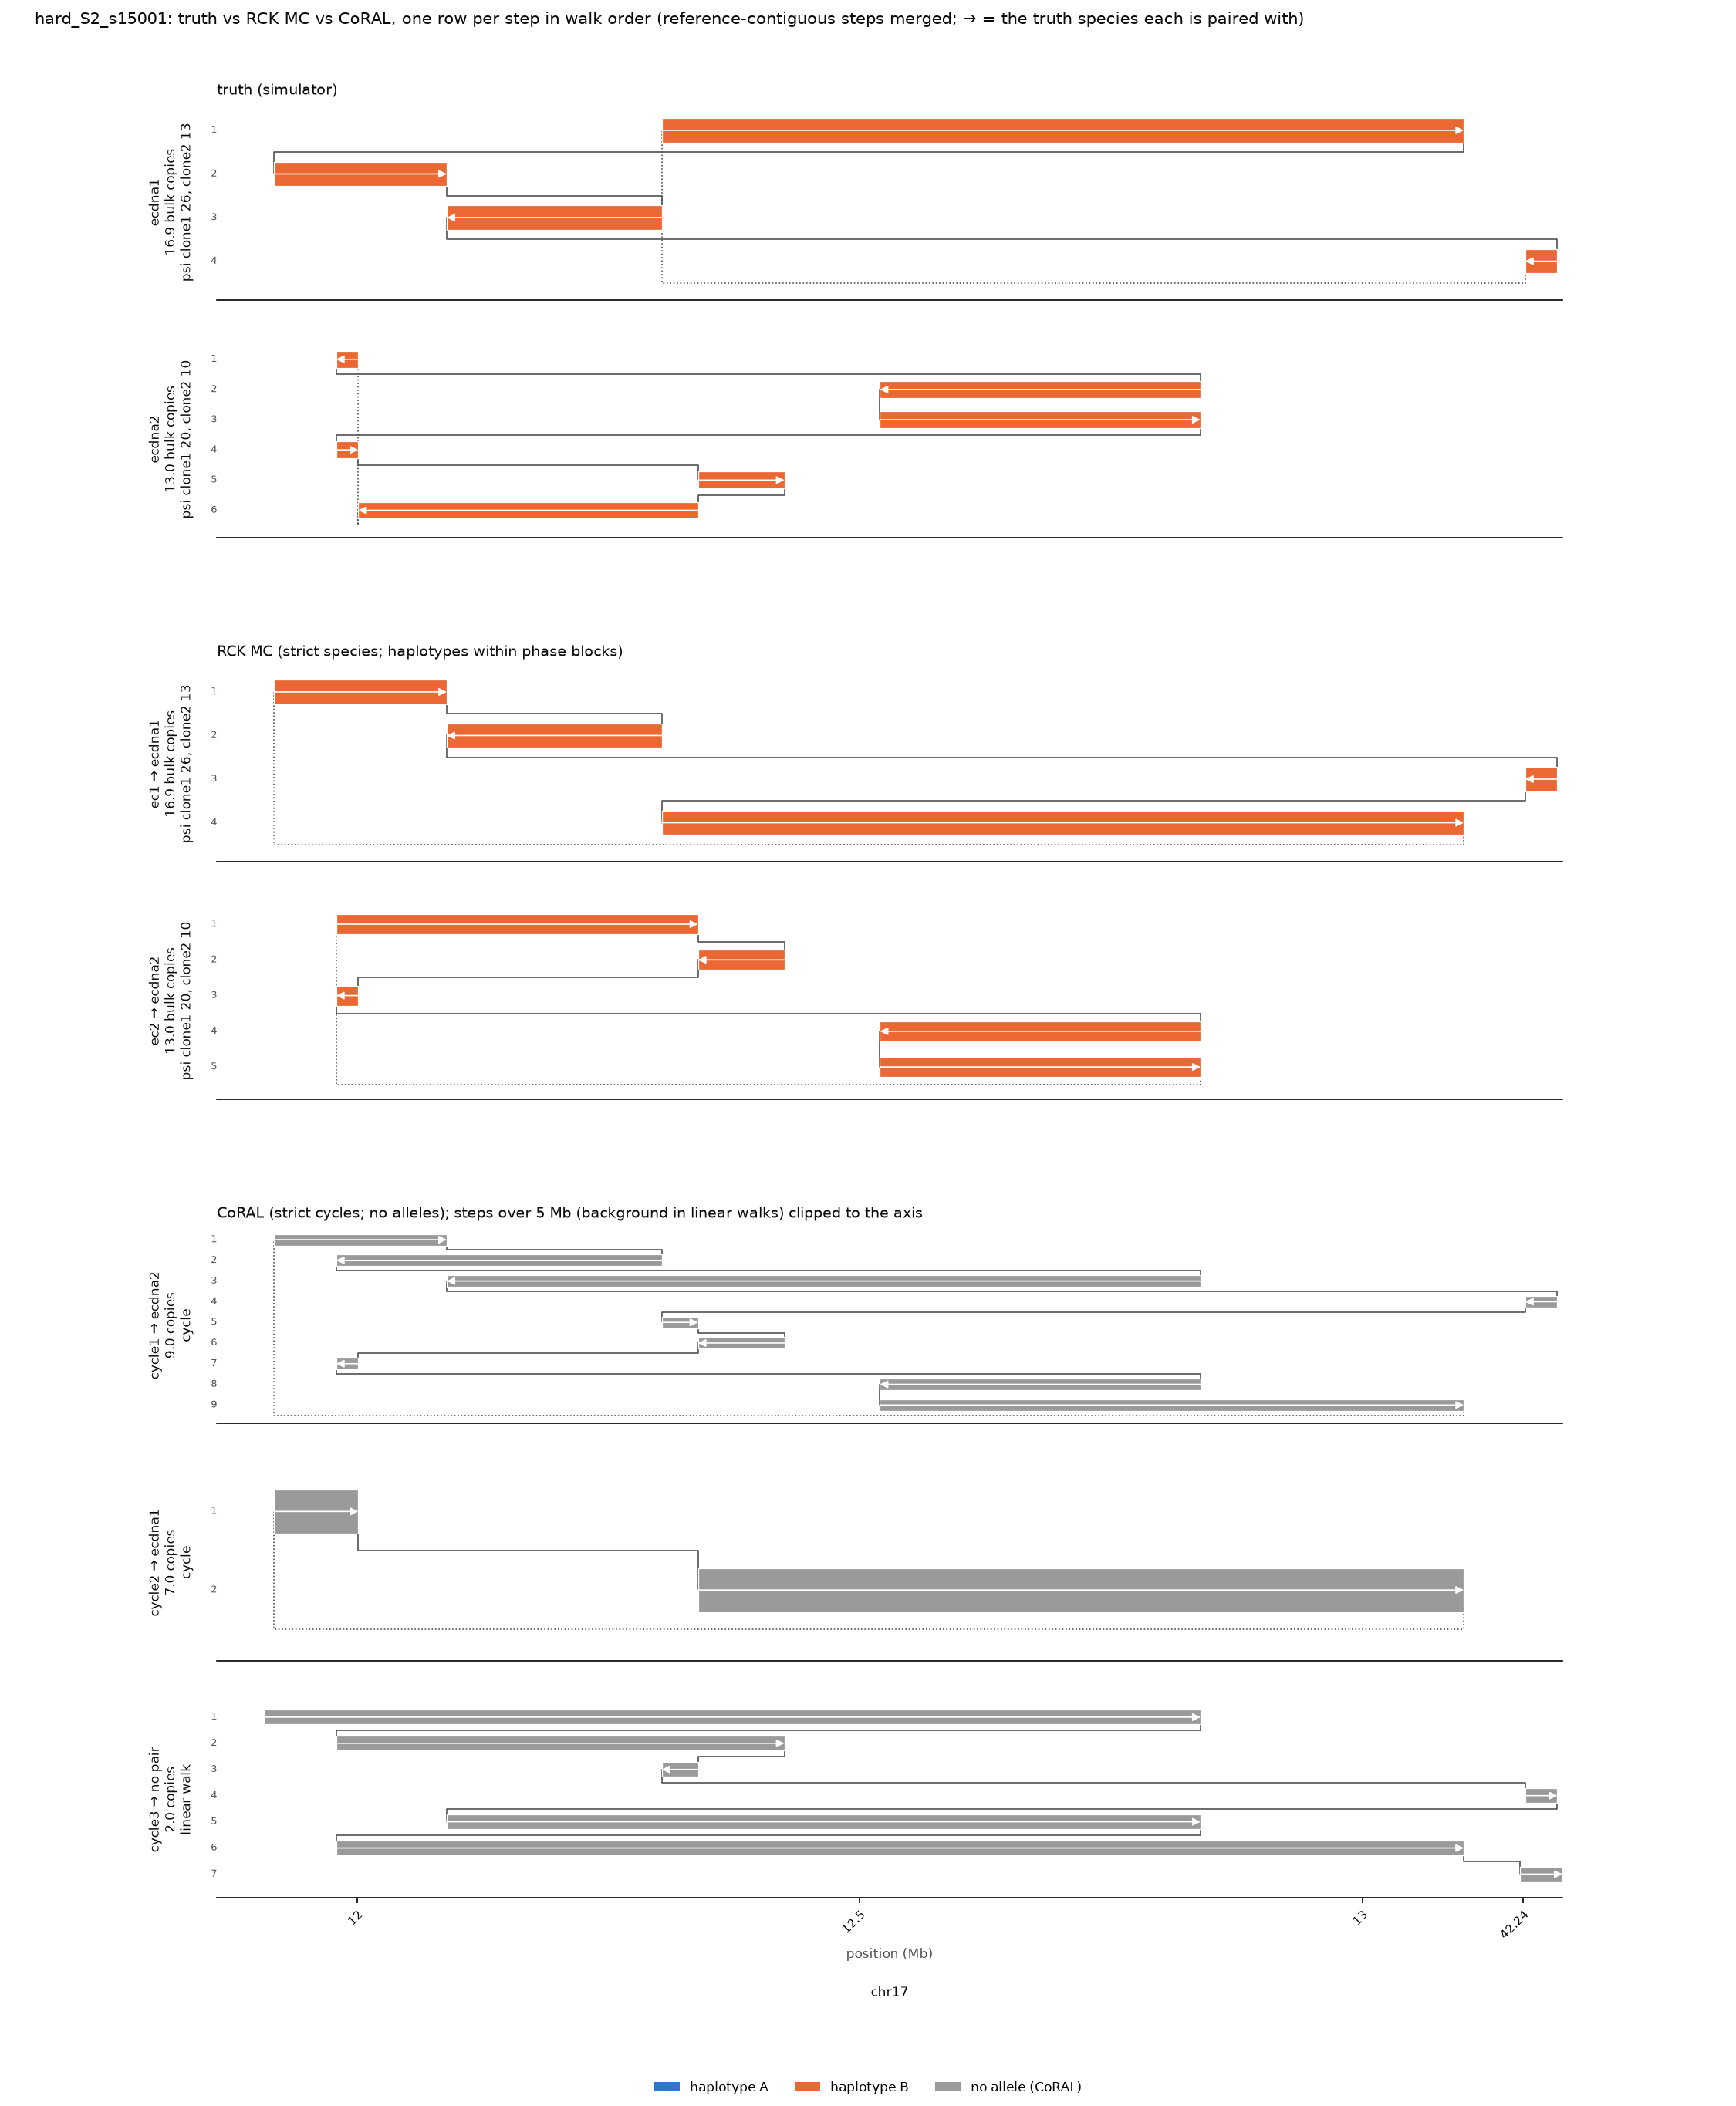 hard_S2_s15001: truth vs RCK MC vs CoRAL, one row per step in walk order (reference-contiguous steps merged; → = the truth species each is paired with)
truth (simulator)
ecdna1
16.9 bulk copies
psi clone1 26, clone2 13
1
2
3
4
ecdna2
13.0 bulk copies
psi clone1 20, clone2 10
1
2
3
4
5
6
RCK MC (strict species; haplotypes within phase blocks)
ec1 → ecdna1
16.9 bulk copies
psi clone1 26, clone2 13
1
2
3
4
ec2 → ecdna2
13.0 bulk copies
psi clone1 20, clone2 10
1
2
3
4
5
CoRAL (strict cycles; no alleles); steps over 5 Mb (background in linear walks) clipped to the axis
cycle1 → ecdna2
9.0 copies
cycle
1
2
3
4
5
6
7
8
9
cycle2 → ecdna1
7.0 copies
cycle
1
2
cycle3 → no pair
2.0 copies
linear walk
1
2
3
4
5
6
7
12
12.5
13
42.24
position (Mb)
chr17
haplotype A
haplotype B
no allele (CoRAL)